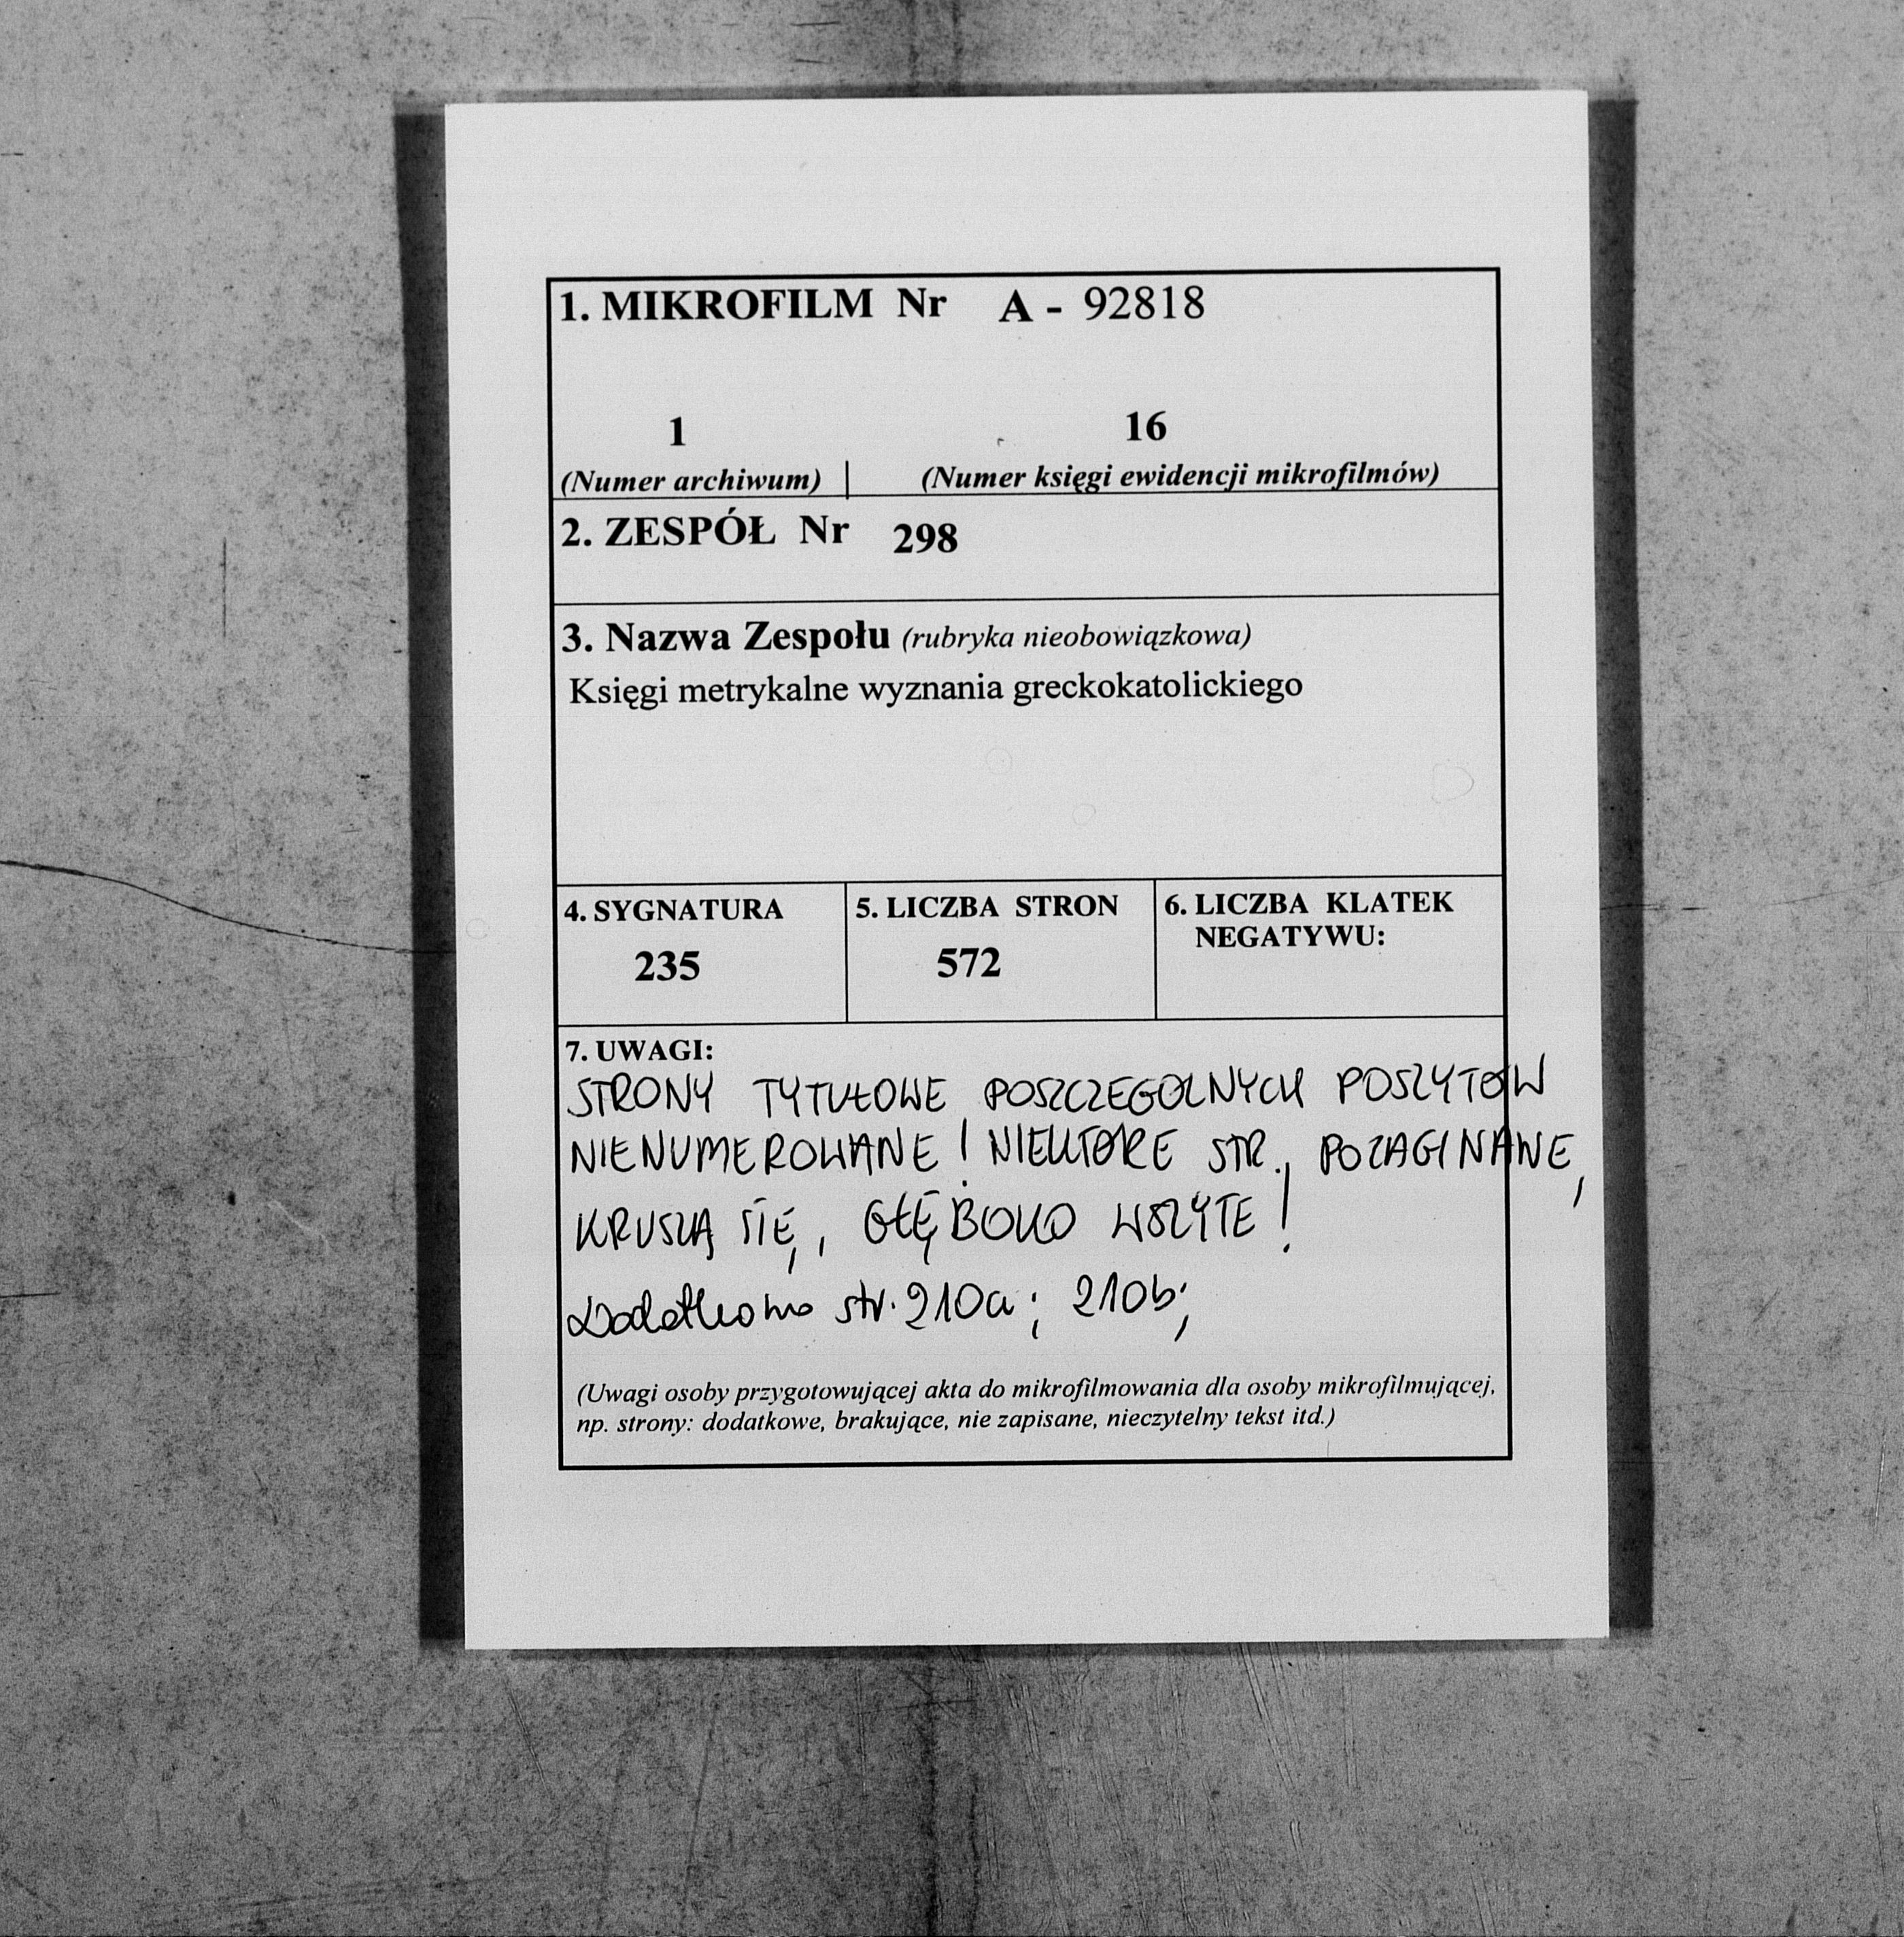 1. MIKROFILM Nr A - 92818
1 16
(Numer archiwum) (Numer księgi ewidencji mikrofilmów)
2. ZESPÓŁ Nr 298
3. Nazwa Zespołu (rubryka nieobowiązkowa)
Księgi metrykalne wyznania greckokatolickiego
4. SYGNATURA 5. LICZBA STRON 6. LICZBA KLATEK
NEGATYWU:
235 572
7. UWAGI:
STRONY TYTUŁOWE POSZCZEGÓLNYCH POSZYTÓW
NIENUMEROWANE! NIEKTÓRE STR., POZAGINANE,
KRUSZĄ SIĘ, GŁĘBOKO WSZYTE!
Dodatkowo str. 210a; 210b;
(Uwagi osoby przygotowującej akta do mikrofilmowania dla osoby mikrofilmującej,
np. strony: dodatkowe, brakujące, nie zapisane, nieczytelny tekst itd.)